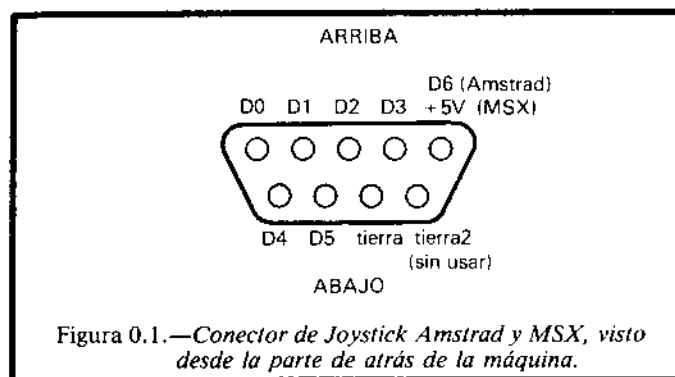 ARRIBA
D6 (Amstrad)
D0 D1 D2 D3 +5V (MSX)
D4 D5 tierra tierra2
(sin usar)
ABAJO
Figura 0.1.—Conector de Joystick Amstrad y MSX, visto
desde la parte de atrás de la máquina.